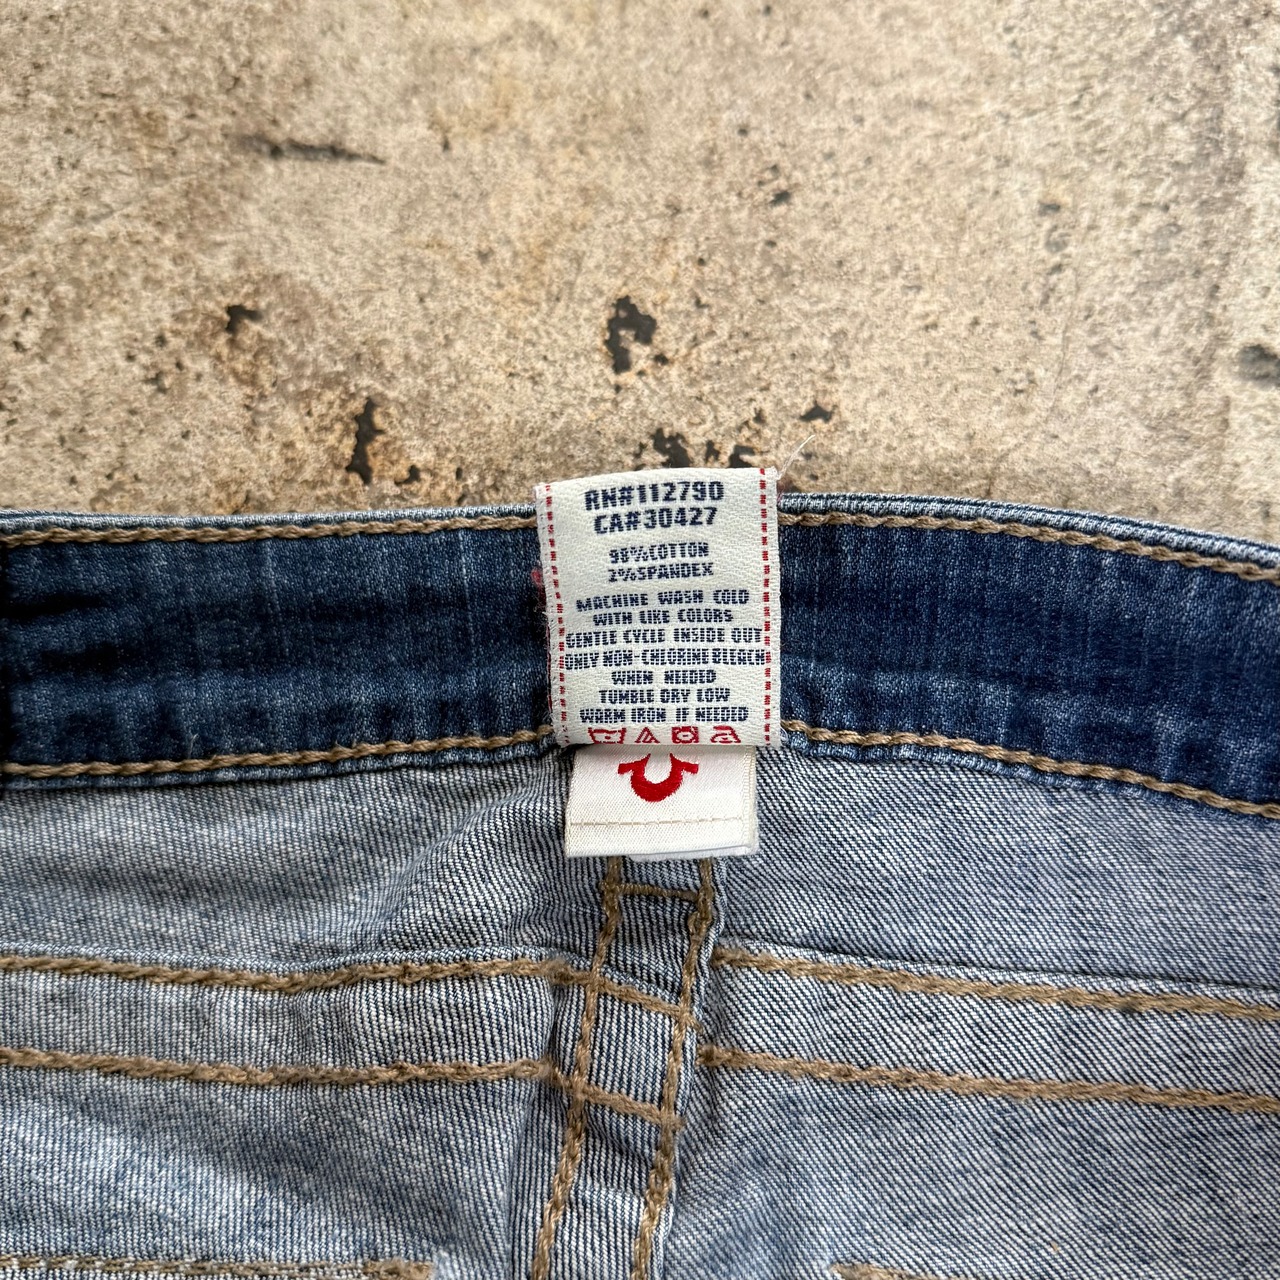 RN#112790
CA#30427
98%COTTON
2%SPANDEX
MACHINE WASH COLD
WITH LIKE COLORS
GENTLE CYCLE INSIDE OUT
ONLY NON-CHLORINE BLEACH
WHEN NEEDED
TUMBLE DRY LOW
WARM IRON IF NEEDED